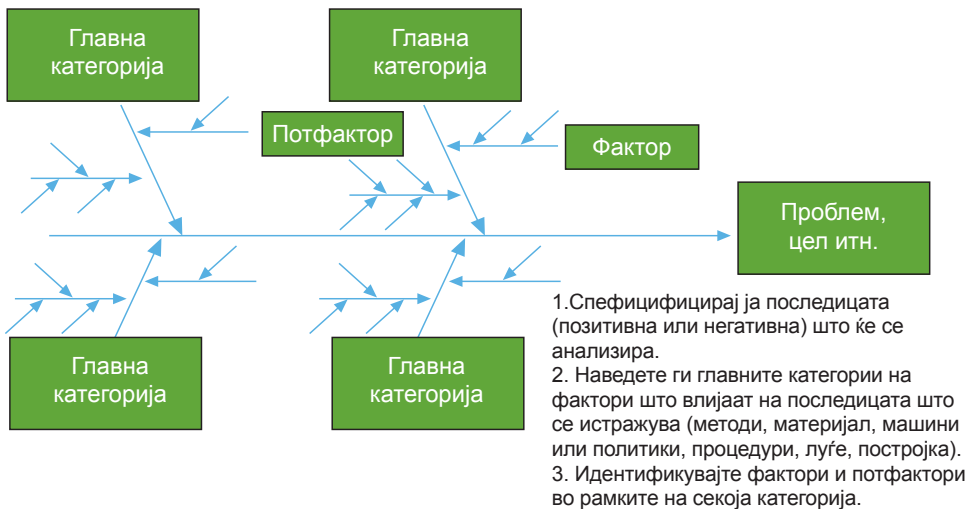 Главна
категорија
Главна
категорија
Потфактор
Фактор
Проблем,
цел итн.
Главна
категорија
Главна
категорија
1.Спефицифицирај ја последицата
(позитивна или негативна) што ќе се
анализира.
2. Наведете ги главните категории на
фактори што влијаат на последицата што
се истражува (методи, материјал, машини
или политики, процедури, луѓе, постројка).
3. Идентификувајте фактори и потфактори
во рамките на секоја категорија.